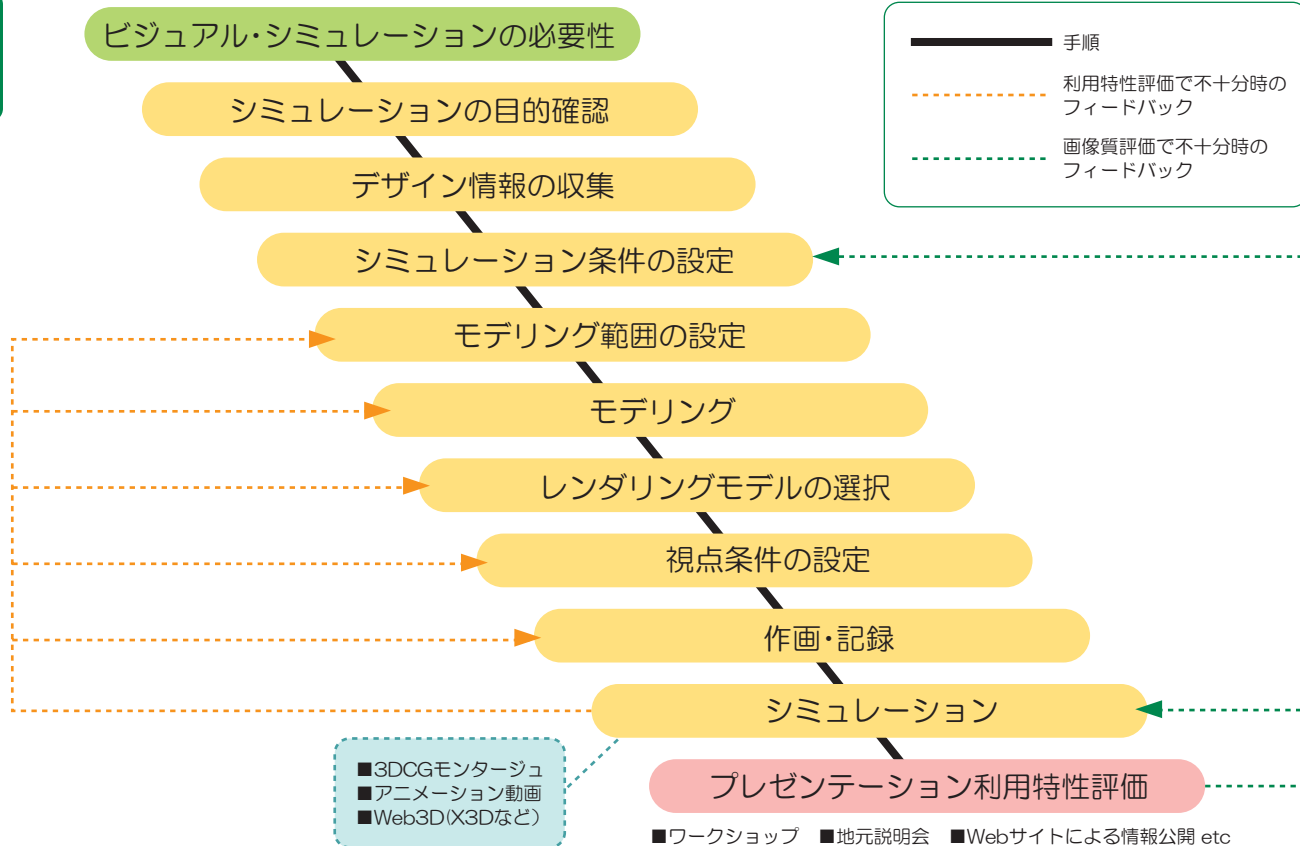 ビジュアル・シミュレーションの必要性
手順
利用特性評価で不十分時の
フィードバック
画像質評価で不十分時の
フィードバック
シミュレーションの目的確認
デザイン情報の収集
シミュレーション条件の設定
モデリング範囲の設定
モデリング
レンダリングモデルの選択
視点条件の設定
作画・記録
シミュレーション
■3DCGモンタージュ
■アニメーション動画
■Web3D(X3Dなど)
プレゼンテーション利用特性評価
■ワークショップ ■地元説明会 ■Webサイトによる情報公開 etc